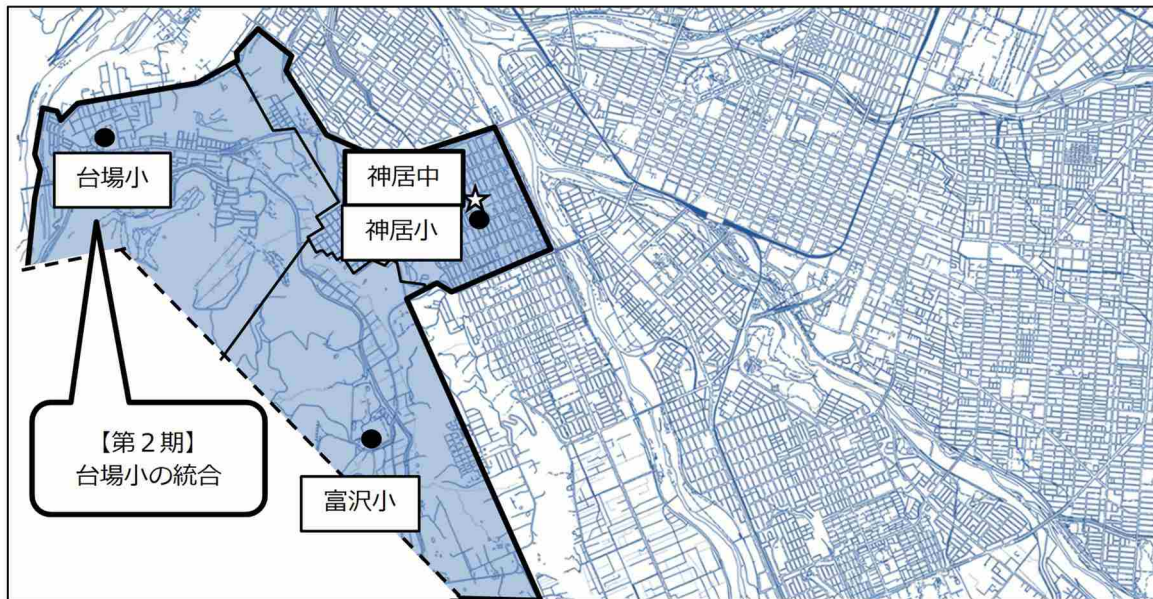 台場小
神居中
神居小
【第２期】
台場小の統合
富沢小